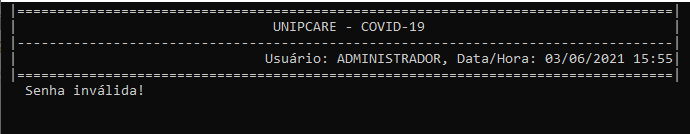 UNIPCARE - COVID-19
Usuário: ADMINISTRADOR, Data/Hora: 03/06/2021 15:55
Senha inválida!